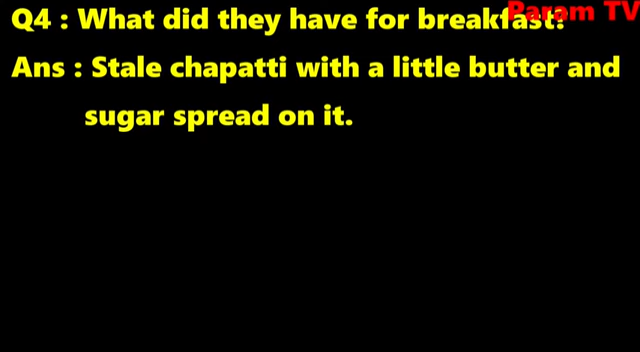 Q4 : What did they have for breakfast?
Param TV
Ans : Stale chapatti with a little butter and
sugar spread on it.